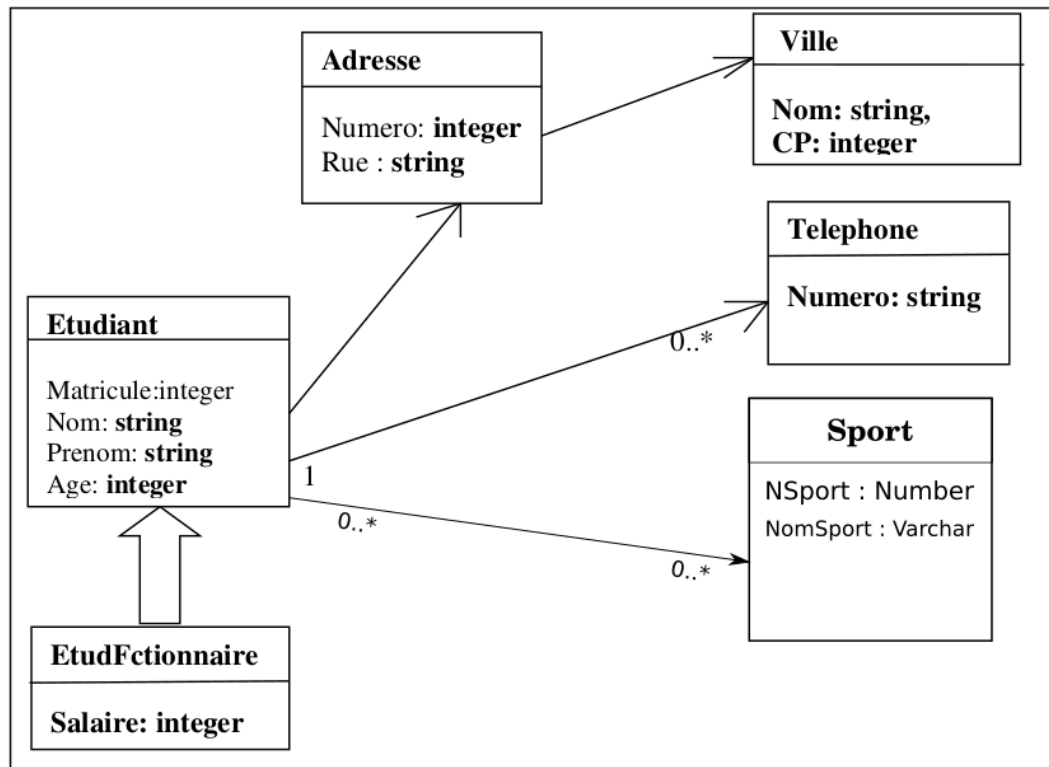 Adresse
Numero: integer
Rue : string
Ville
Nom: string,
CP: integer
Telephone
Numero: string
Etudiant
Matricule:integer
Nom: string
Prenom: string
Age: integer
0..*
1
0..*
0..*
Sport
NSport : Number
NomSport : Varchar
EtudFctionnaire
Salaire: integer